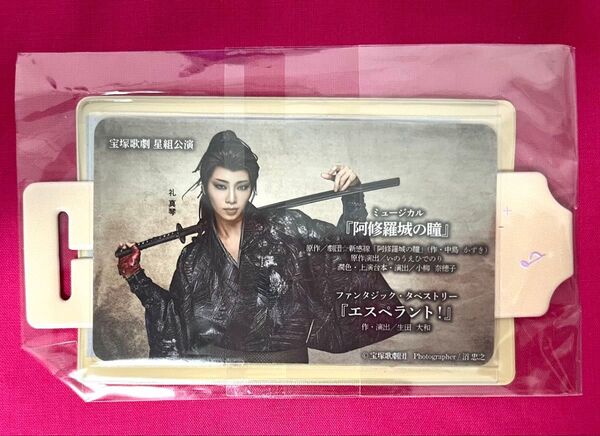 宝塚歌劇 星組公演
礼 真琴
ミュージカル
『阿修羅城の瞳』
原作／劇団☆新感線「阿修羅城の瞳」（作・中島 かずき）
原作演出／いのうえひでのり
潤色・上演台本・演出／小柳 奈穂子
ファンタジック・タペストリー
『エスペラント！』
作・演出／生田 大和
© 宝塚歌劇団 Photographer／沼 忠之